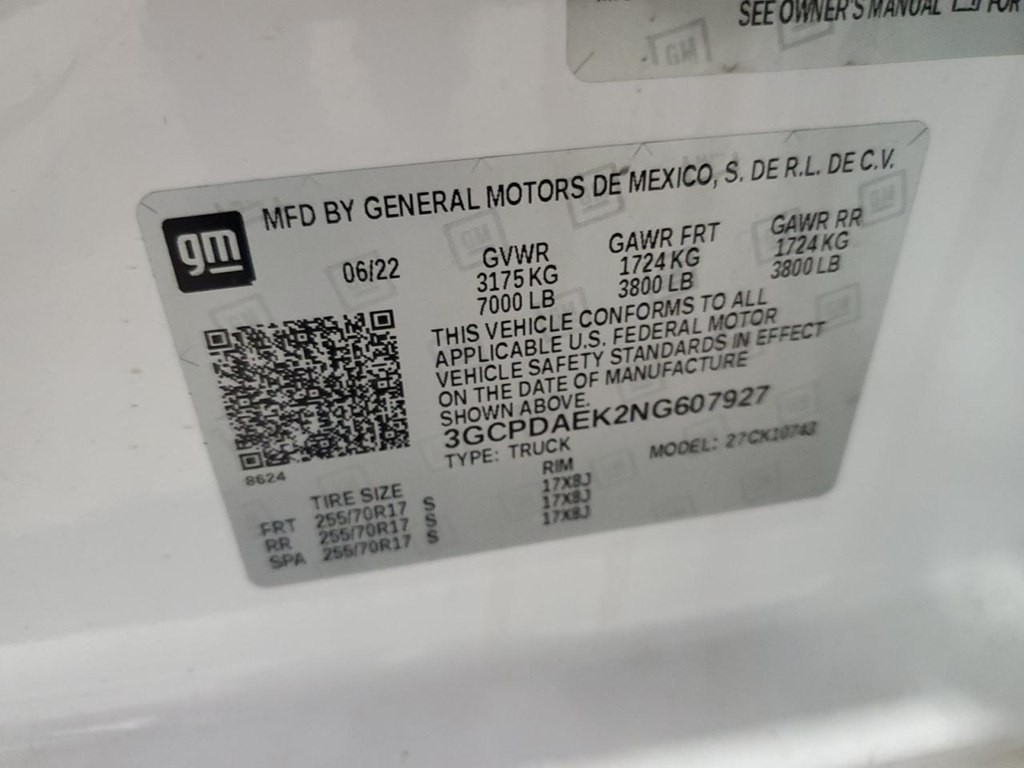 SEE OWNER'S MANUAL FOR
gm
MFD BY GENERAL MOTORS DE MEXICO, S. DE R.L. DE C.V.
06/22
GVWR GAWR FRT GAWR RR
3175 KG 1724 KG 1724 KG
7000 LB 3800 LB 3800 LB
THIS VEHICLE CONFORMS TO ALL
APPLICABLE U.S. FEDERAL MOTOR
VEHICLE SAFETY STANDARDS IN EFFECT
ON THE DATE OF MANUFACTURE
SHOWN ABOVE.
3GCPDAEK2NG607927
TYPE: TRUCK MODEL: 27CK10743
8624
TIRE SIZE RIM
FRT 255/70R17 S 17X8J
RR 255/70R17 S 17X8J
SPA 255/70R17 S 17X8J